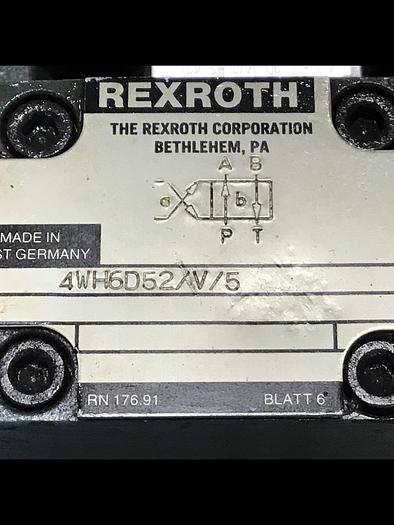 REXROTH
THE REXROTH CORPORATION
BETHLEHEM, PA
A B
a b
P T
MADE IN
ST GERMANY
4WH6D52/V/5
RN 176.91 BLATT 6